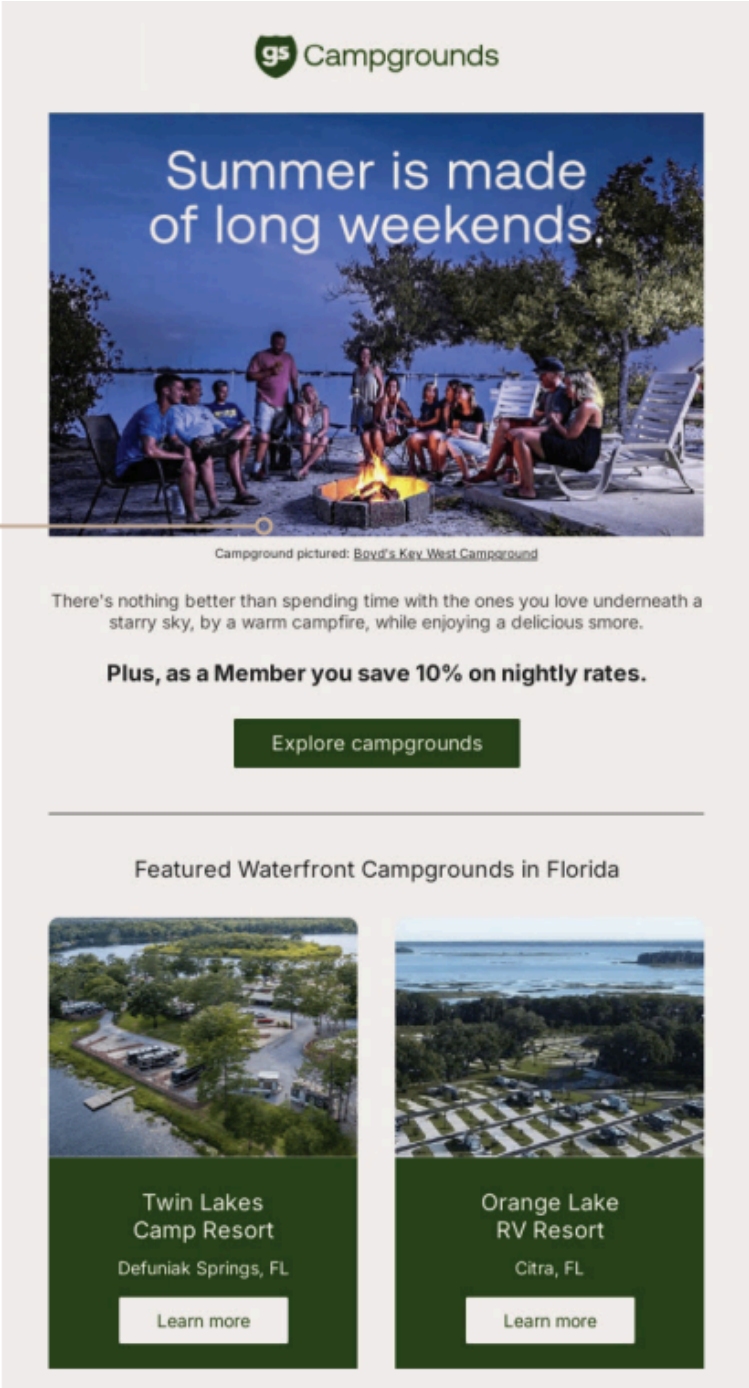 gs Campgrounds
Summer is made
of long weekends.
Campground pictured: Boyd's Key West Campground
There's nothing better than spending time with the ones you love underneath a
starry sky, by a warm campfire, while enjoying a delicious smore.
Plus, as a Member you save 10% on nightly rates.
Explore campgrounds
Featured Waterfront Campgrounds in Florida
Twin Lakes
Camp Resort
Defuniak Springs, FL
Learn more
Orange Lake
RV Resort
Citra, FL
Learn more